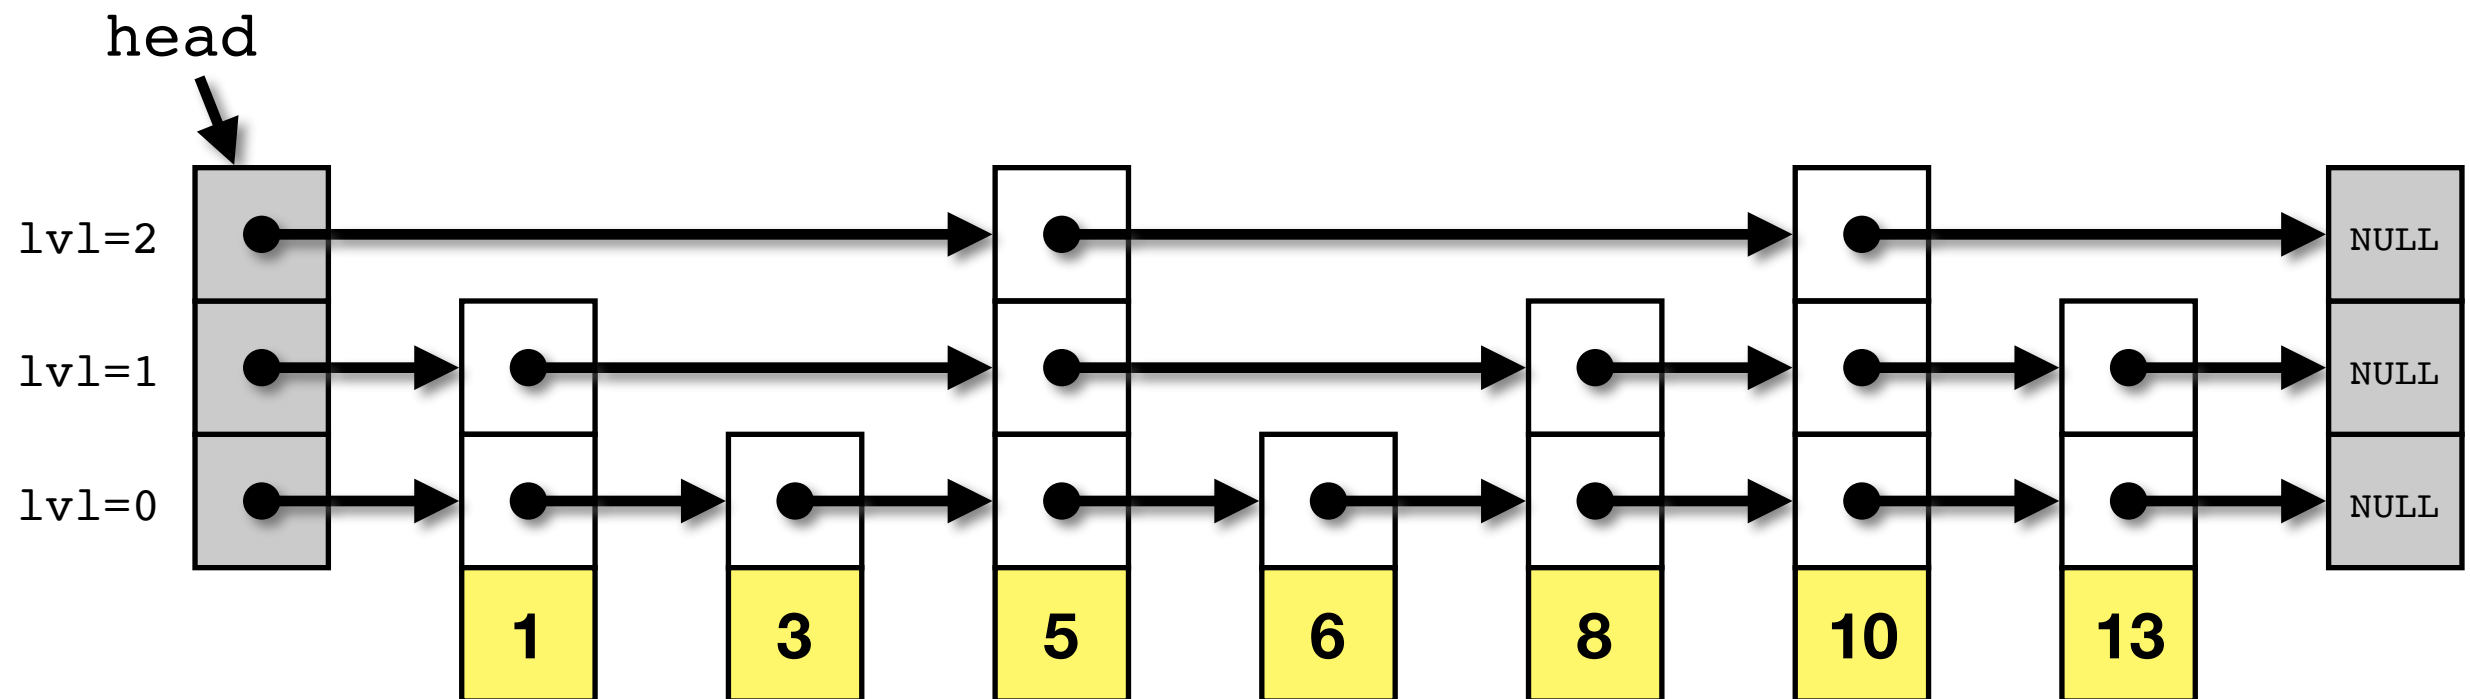 head
lvl=2 NULL
lvl=1 NULL
lvl=0 NULL
1 3 5 6 8 10 13